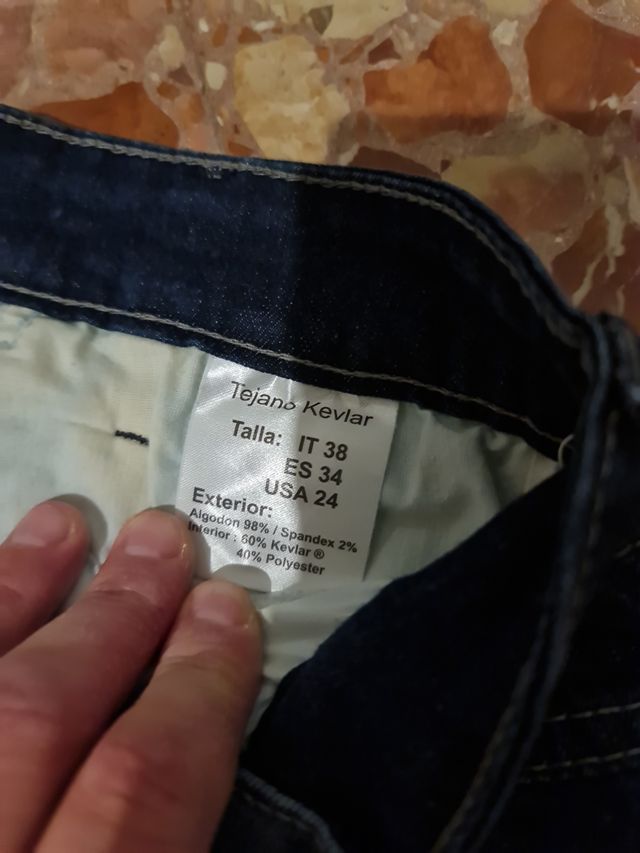 Tejano Kevlar
Talla: IT 38
ES 34
USA 24
Exterior:
Algodon 98% / Spandex 2%
Interior : 60% Kevlar ®
40% Polyester